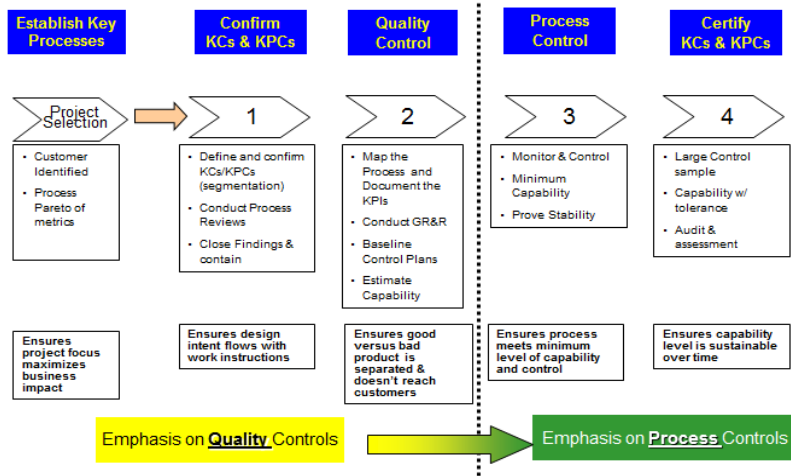 Establish Key
Processes
Confirm
KCs & KPCs
Quality
Control
Process
Control
Certify
KCs & KPCs
Project
Selection
1
2
3
4
• Customer
Identified
• Process
Pareto of
metrics
• Define and confirm
KCs/KPCs
(segmentation)
• Conduct Process
Reviews
• Close Findings &
contain
• Map the
Process and
Document the
KPIs
• Conduct GR&R
• Baseline
Control Plans
• Estimate
Capability
• Monitor & Control
• Minimum
Capability
• Prove Stability
• Large Control
sample
• Capability w/
tolerance
• Audit &
assessment
Ensures
project focus
maximizes
business
impact
Ensures design
intent flows with
work instructions
Ensures good
versus bad
product is
separated &
doesn't reach
customers
Ensures process
meets minimum
level of capability
and control
Ensures capability
level is sustainable
over time
Emphasis on Quality Controls
Emphasis on Process Controls